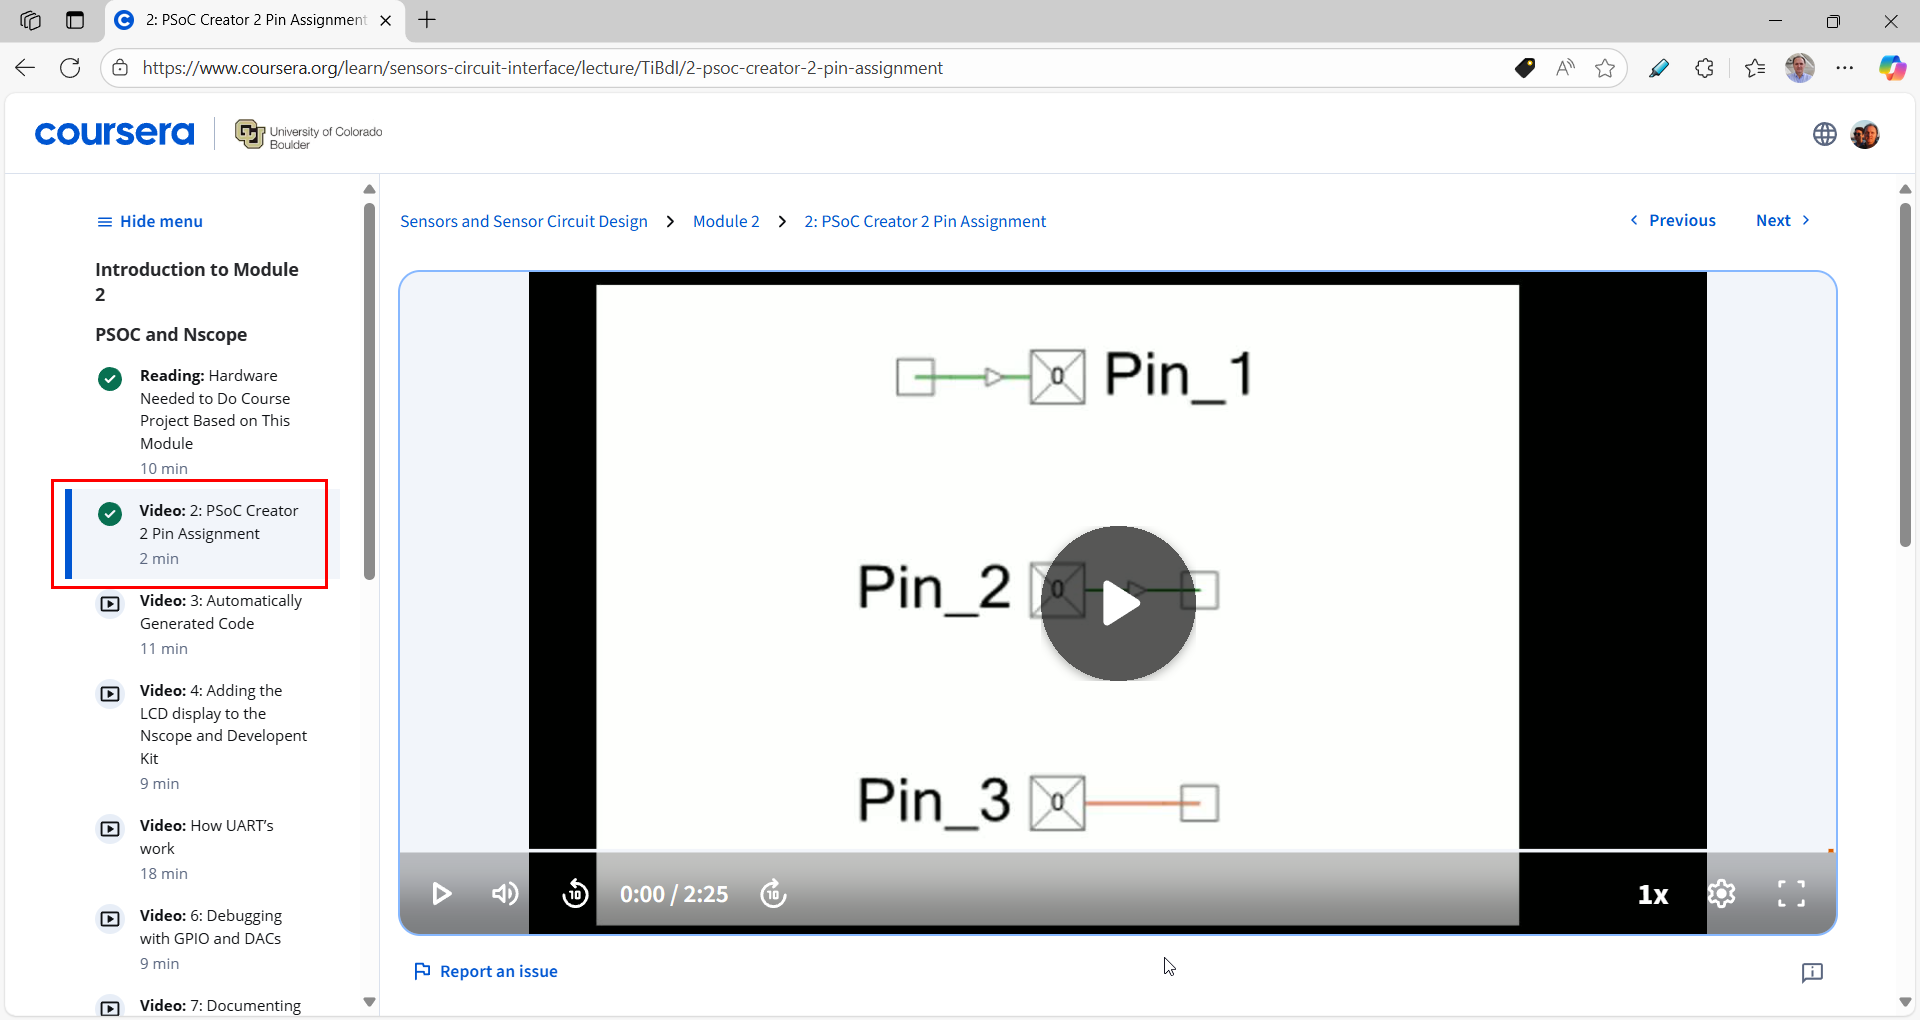 2: PSoC Creator 2 Pin Assignment
https://www.coursera.org/learn/sensors-circuit-interface/lecture/TiBdI/2-psoc-creator-2-pin-assignment
coursera
University of Colorado
Boulder
Hide menu
Sensors and Sensor Circuit Design
Module 2
2: PSoC Creator 2 Pin Assignment
Previous
Next
Introduction to Module
2
PSOC and Nscope
Reading: Hardware
Needed to Do Course
Project Based on This
Module
10 min
Video: 2: PSoC Creator
2 Pin Assignment
2 min
Video: 3: Automatically
Generated Code
11 min
Video: 4: Adding the
LCD display to the
Nscope and Developent
Kit
9 min
Video: How UART's
work
18 min
Video: 6: Debugging
with GPIO and DACs
9 min
Video: 7: Documenting
0 Pin_1
Pin_2 0
Pin_3 0
10
0:00 / 2:25
10
1x
Report an issue